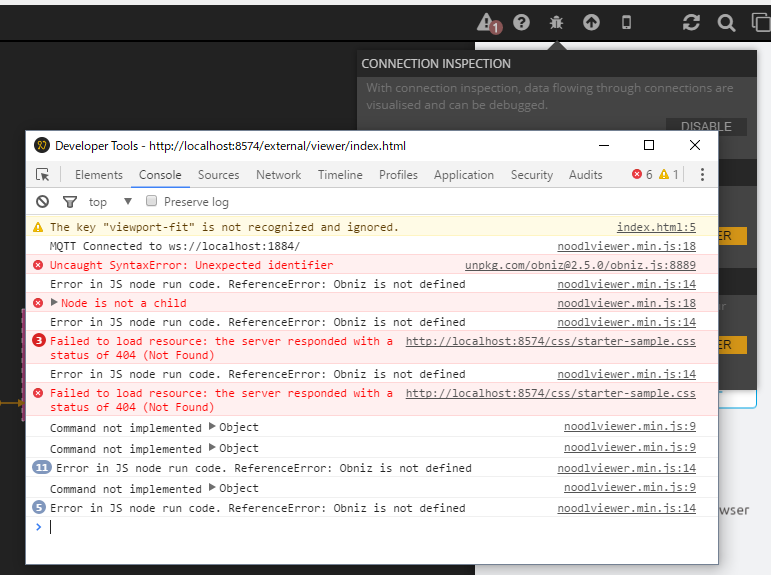 1
CONNECTION INSPECTION
With connection inspection, data flowing through connections are
visualised and can be debugged.
DISABLE
Developer Tools - http://localhost:8574/external/viewer/index.html
Elements Console Sources Network Timeline Profiles Application Security Audits 6 1
top Preserve log
The key "viewport-fit" is not recognized and ignored. index.html:5
MQTT Connected to ws://localhost:1884/ noodlviewer.min.js:18
Uncaught SyntaxError: Unexpected identifier unpkg.com/obniz@2.5.0/obniz.js:8889
Error in JS node run code. ReferenceError: Obniz is not defined noodlviewer.min.js:14
Node is not a child noodlviewer.min.js:18
Error in JS node run code. ReferenceError: Obniz is not defined noodlviewer.min.js:14
3 Failed to load resource: the server responded with a http://localhost:8574/css/starter-sample.css
status of 404 (Not Found)
Error in JS node run code. ReferenceError: Obniz is not defined noodlviewer.min.js:14
Failed to load resource: the server responded with a http://localhost:8574/css/starter-sample.css
status of 404 (Not Found)
Command not implemented Object noodlviewer.min.js:9
Command not implemented Object noodlviewer.min.js:9
11 Error in JS node run code. ReferenceError: Obniz is not defined noodlviewer.min.js:14
Command not implemented Object noodlviewer.min.js:9
5 Error in JS node run code. ReferenceError: Obniz is not defined noodlviewer.min.js:14
>